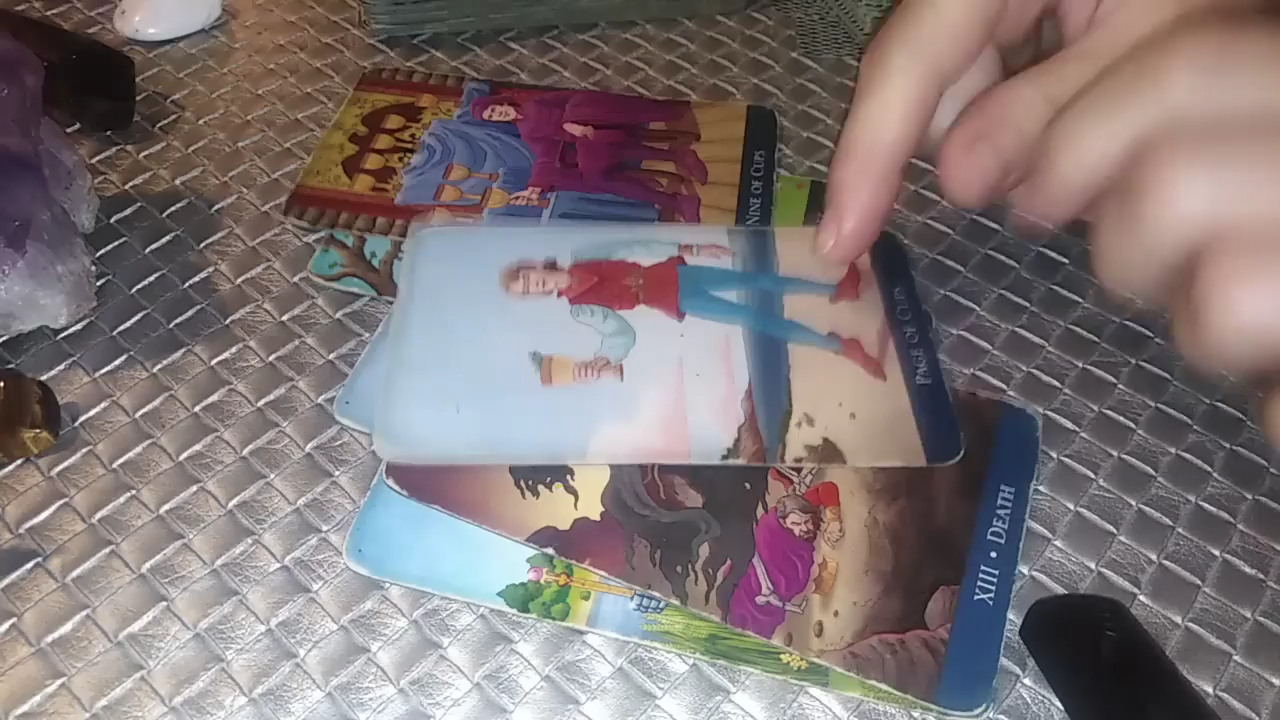 NINE OF CUPS
PAGE OF CUPS
XIII • DEATH